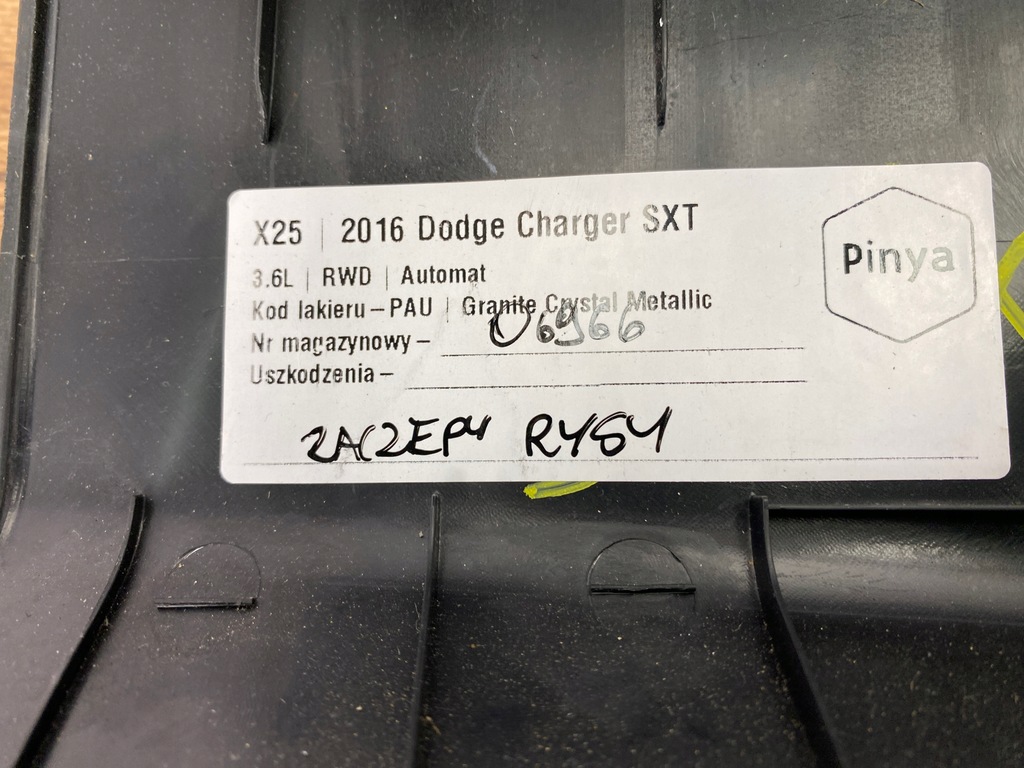 X25 | 2016 Dodge Charger SXT
Pinya
3.6L | RWD | Automat
Kod lakieru – PAU | Granite Crystal Metallic
Nr magazynowy – 06966
Uszkodzenia –
ZACZEPY RYSY